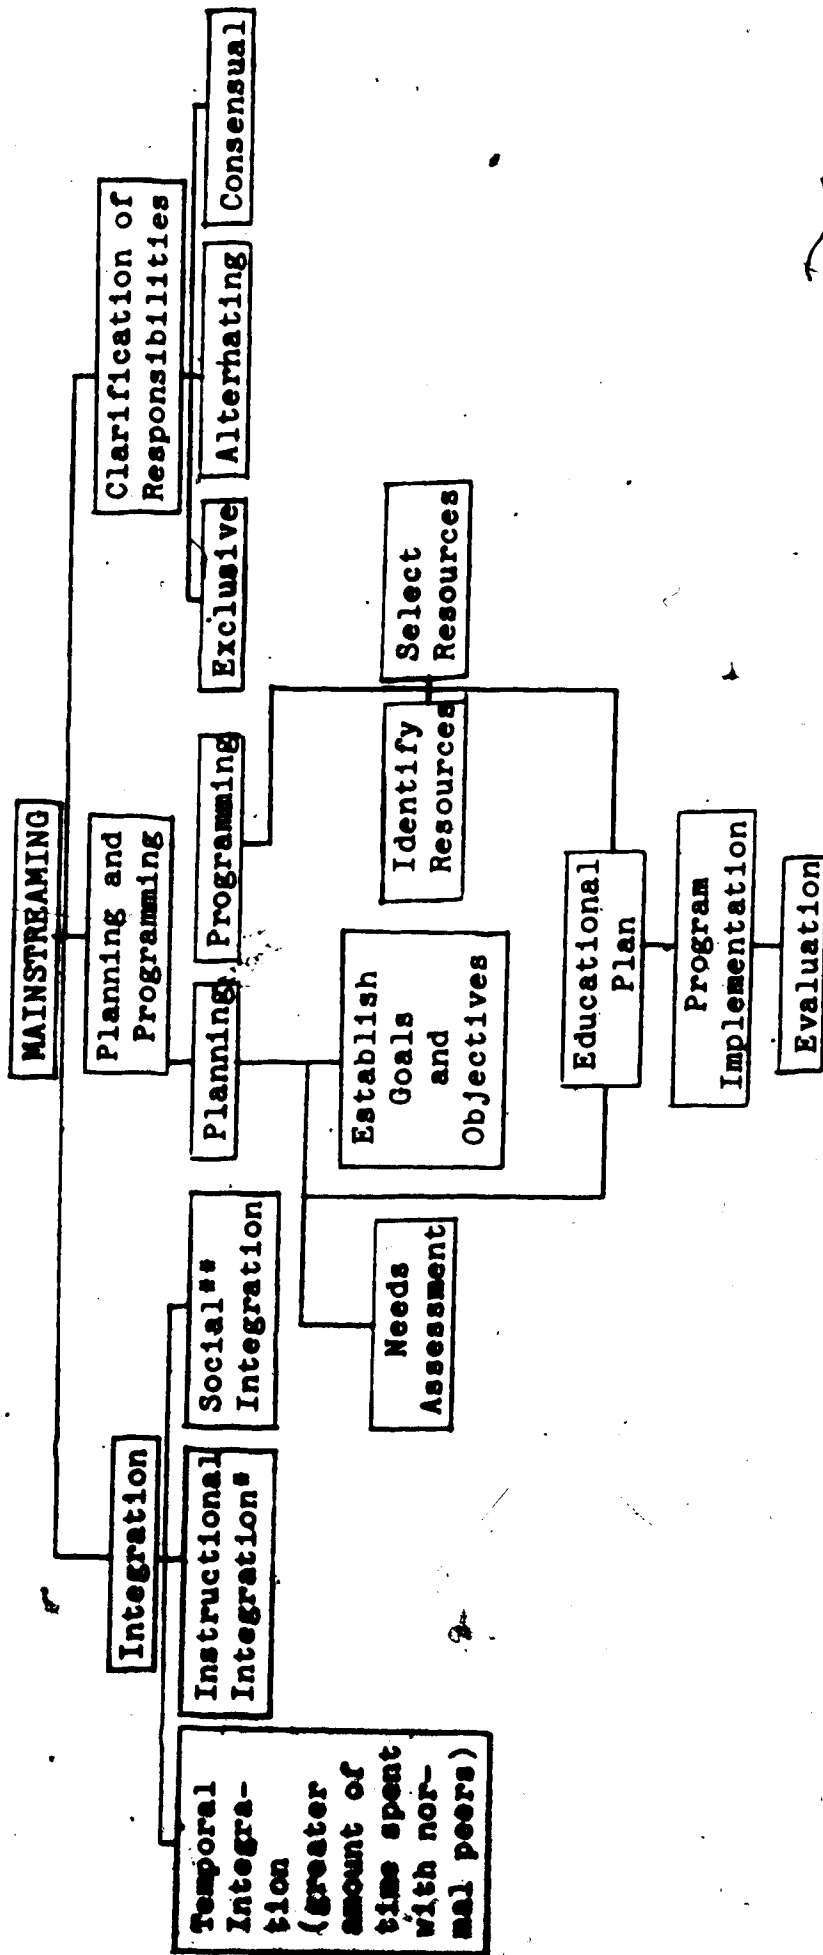 MAINSTREAMING
Integration
Planning and
Programming
Clarification of
Responsibilities
Temporal
Integra-
tion
(greater
amount of
time spent
with nor-
mal peers)
Instructional
Integration*
Social**
Integration
Planning
Programming
Exclusive
Alternating
Consensual
Needs
Assessment
Establish
Goals
and
Objectives
Identify
Resources
Select
Resources
Educational
Plan
Program
Implementation
Evaluation